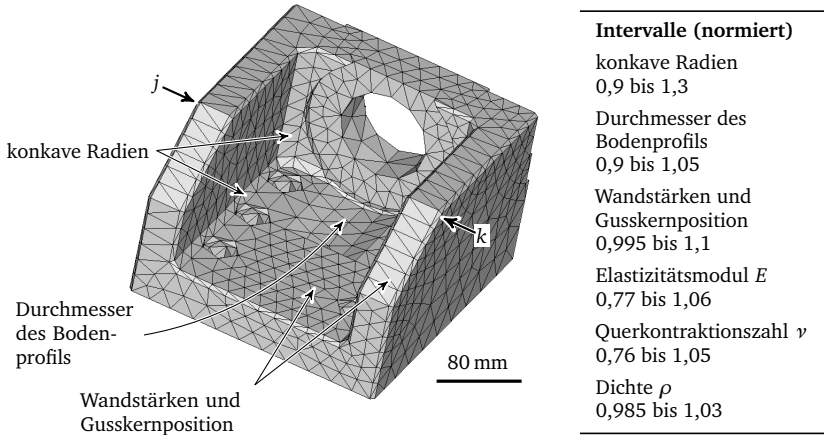 j
konkave Radien
k
Durchmesser
des Boden-
profils
Wandstärken und
Gusskernposition
80 mm
Intervalle (normiert)
konkave Radien
0,9 bis 1,3
Durchmesser des
Bodenprofils
0,9 bis 1,05
Wandstärken und
Gusskernposition
0,995 bis 1,1
Elastizitätsmodul E
0,77 bis 1,06
Querkontraktionszahl ν
0,76 bis 1,05
Dichte ρ
0,985 bis 1,03